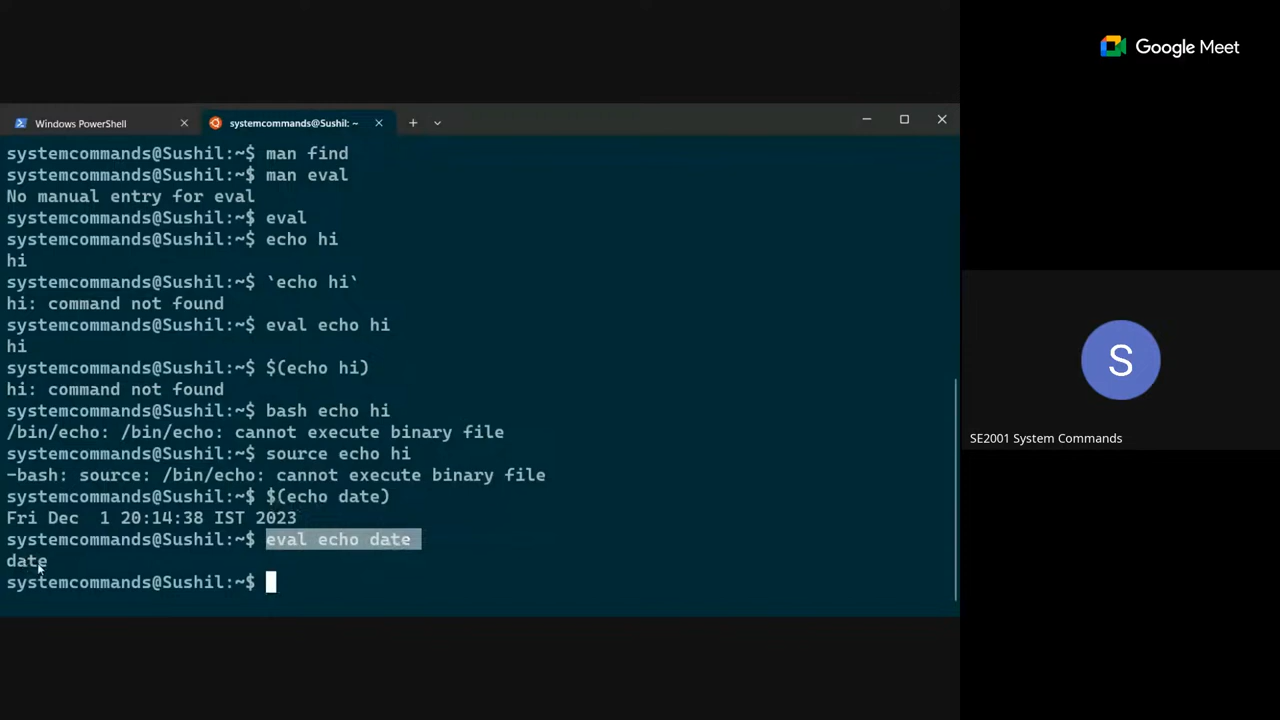 Google Meet
Windows PowerShell
systemcommands@Sushil: ~
systemcommands@Sushil:~$ man find
systemcommands@Sushil:~$ man eval
No manual entry for eval
systemcommands@Sushil:~$ eval
systemcommands@Sushil:~$ echo hi
hi
systemcommands@Sushil:~$ `echo hi`
hi: command not found
systemcommands@Sushil:~$ eval echo hi
hi
systemcommands@Sushil:~$ $(echo hi)
hi: command not found
systemcommands@Sushil:~$ bash echo hi
/bin/echo: /bin/echo: cannot execute binary file
systemcommands@Sushil:~$ source echo hi
-bash: source: /bin/echo: cannot execute binary file
systemcommands@Sushil:~$ $(echo date)
Fri Dec  1 20:14:38 IST 2023
systemcommands@Sushil:~$ eval echo date
date
systemcommands@Sushil:~$
S
SE2001 System Commands